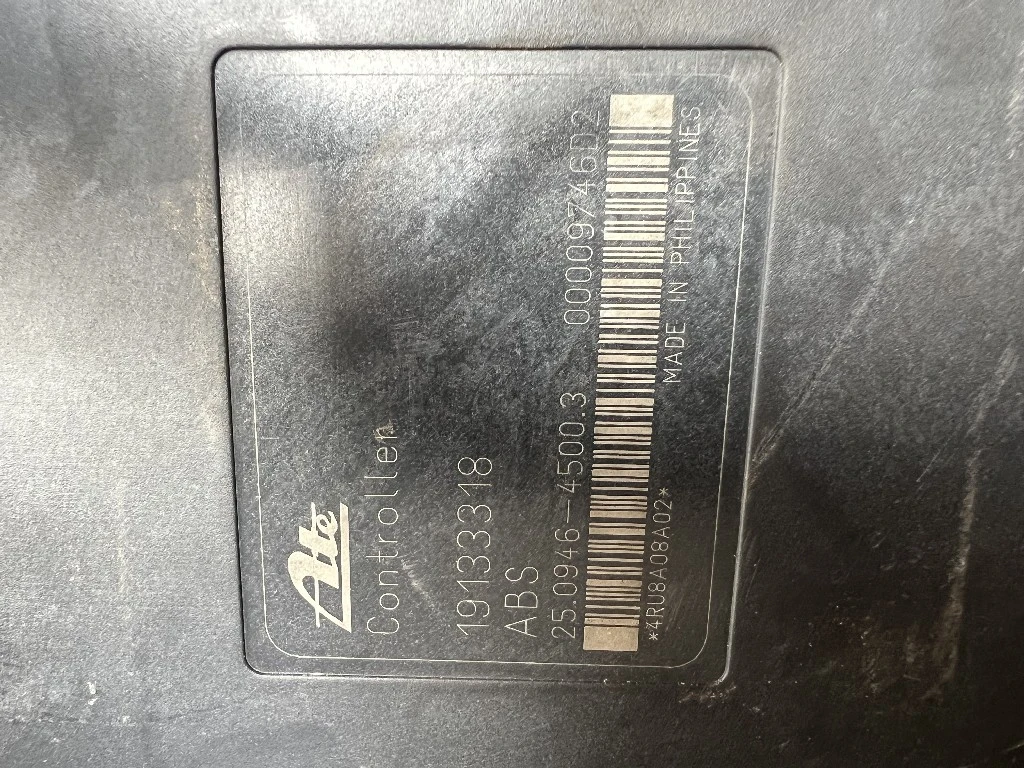 Ate
Controller
19133318
ABS
25.0946-4500.3 00009746D2
*4RU8A08A02*
MADE IN PHILIPPINES